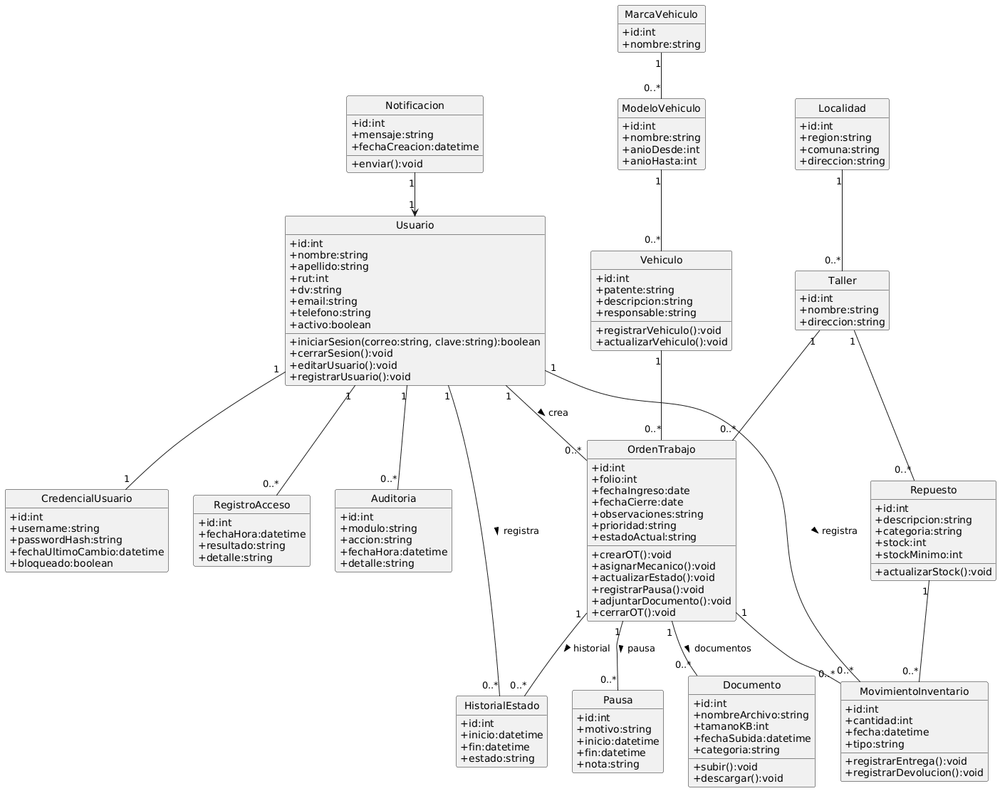 MarcaVehiculo
+id:int
+nombre:string
1
0..*
Notificacion
+id:int
+mensaje:string
+fechaCreacion:datetime
+enviar():void
1
1
ModeloVehiculo
+id:int
+nombre:string
+anioDesde:int
+anioHasta:int
1
0..*
Localidad
+id:int
+region:string
+comuna:string
+direccion:string
1
0..*
Usuario
+id:int
+nombre:string
+apellido:string
+rut:int
+dv:string
+email:string
+telefono:string
+activo:boolean
+iniciarSesion(correo:string, clave:string):boolean
+cerrarSesion():void
+editarUsuario():void
+registrarUsuario():void
1
1
1
1
1
1
crea
0..*
Vehiculo
+id:int
+patente:string
+descripcion:string
+responsable:string
+registrarVehiculo():void
+actualizarVehiculo():void
1
0..*
Taller
+id:int
+nombre:string
+direccion:string
1
1
0..*
0..*
1
0..*
0..*
CredencialUsuario
+id:int
+username:string
+passwordHash:string
+fechaUltimoCambio:datetime
+bloqueado:boolean
RegistroAcceso
+id:int
+fechaHora:datetime
+resultado:string
+detalle:string
Auditoria
+id:int
+modulo:string
+accion:string
+fechaHora:datetime
+detalle:string
registra
OrdenTrabajo
+id:int
+folio:int
+fechaIngreso:date
+fechaCierre:date
+observaciones:string
+prioridad:string
+estadoActual:string
+crearOT():void
+asignarMecanico():void
+actualizarEstado():void
+registrarPausa():void
+adjuntarDocumento():void
+cerrarOT():void
registra
Repuesto
+id:int
+descripcion:string
+categoria:string
+stock:int
+stockMinimo:int
+actualizarStock():void
1
1
1
1
1
historial
pausa
documentos
0..*
0..*
0..*
0..*
0..*
0..*
0..*
HistorialEstado
+id:int
+inicio:datetime
+fin:datetime
+estado:string
Pausa
+id:int
+motivo:string
+inicio:datetime
+fin:datetime
+nota:string
Documento
+id:int
+nombreArchivo:string
+tamanoKB:int
+fechaSubida:datetime
+categoria:string
+subir():void
+descargar():void
MovimientoInventario
+id:int
+cantidad:int
+fecha:datetime
+tipo:string
+registrarEntrega():void
+registrarDevolucion():void